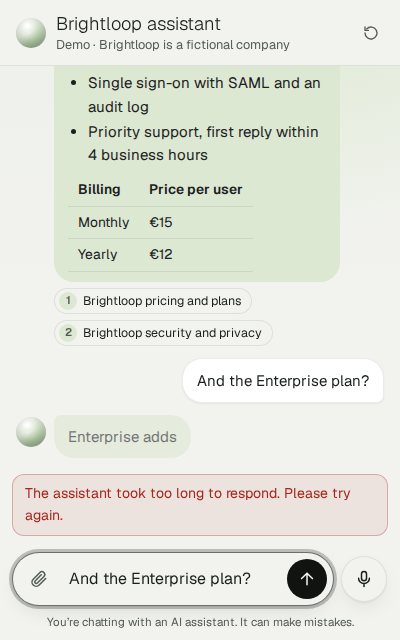 Brightloop assistant
Demo · Brightloop is a fictional company
Single sign-on with SAML and an
audit log
Priority support, first reply within
4 business hours
Billing Price per user
Monthly €15
Yearly €12
1 Brightloop pricing and plans
2 Brightloop security and privacy
And the Enterprise plan?
Enterprise adds
The assistant took too long to respond. Please try
again.
And the Enterprise plan?
You’re chatting with an AI assistant. It can make mistakes.